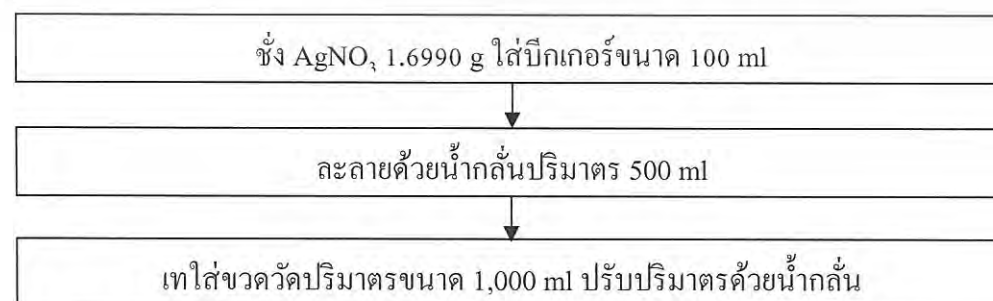 ชั่ง AgNO₃ 1.6990 g ใส่บีกเกอร์ขนาด 100 ml
ละลายด้วยน้ำกลั่นปริมาตร 500 ml
เทใส่ขวดวัดปริมาตรขนาด 1,000 ml ปรับปริมาตรด้วยน้ำกลั่น